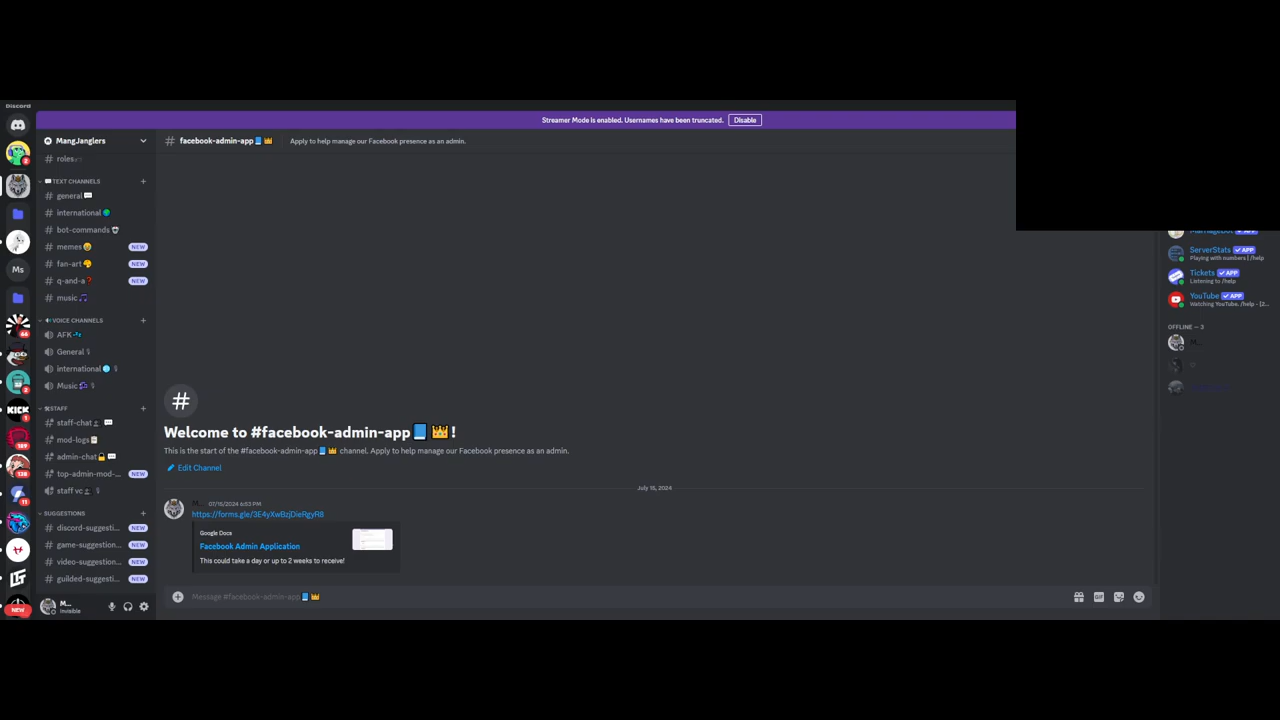 Discord
Streamer Mode is enabled. Usernames have been truncated.
Disable
MangJanglers
roles
TEXT CHANNELS
general
international
bot-commands
memes NEW
fan-art NEW
q-and-a NEW
music
VOICE CHANNELS
AFK
General
international
Music
STAFF
staff-chat
mod-logs
admin-chat
top-admin-mod-... NEW
staff vc
SUGGESTIONS
discord-suggesti... NEW
game-suggestion... NEW
video-suggestion... NEW
guilded-suggesti... NEW
M...
Invisible
Ms
KICK
NEW
# facebook-admin-app📘👑
Apply to help manage our Facebook presence as an admin.
Welcome to #facebook-admin-app📘👑!
This is the start of the #facebook-admin-app📘👑 channel. Apply to help manage our Facebook presence as an admin.
Edit Channel
July 15, 2024
07/15/2024 6:53 PM
https://forms.gle/3E4yXwBzjDieRgyR8
Google Docs
Facebook Admin Application
This could take a day or up to 2 weeks to receive!
Message #facebook-admin-app📘👑
GIF
MarriageBot APP
ServerStats APP
Playing with numbers | /help
Tickets APP
Listening to /help
YouTube APP
Watching YouTube. /help - [2...
OFFLINE — 3
M...